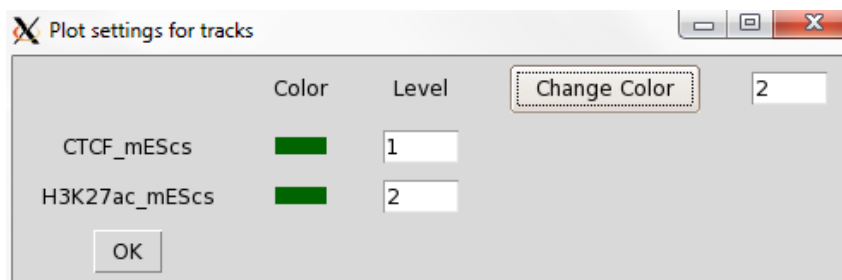 Plot settings for tracks
Color Level Change Color 2
CTCF_mEScs 1
H3K27ac_mEScs 2
OK